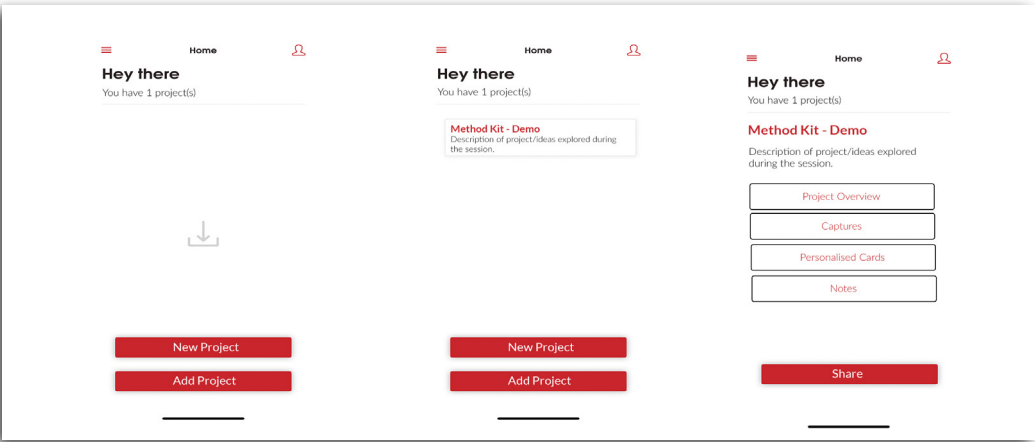 Home
Hey there
You have 1 project(s)
New Project
Add Project
Home
Hey there
You have 1 project(s)
Method Kit - Demo
Description of project/ideas explored during
the session.
New Project
Add Project
Home
Hey there
You have 1 project(s)
Method Kit - Demo
Description of project/ideas explored
during the session.
Project Overview
Captures
Personalised Cards
Notes
Share